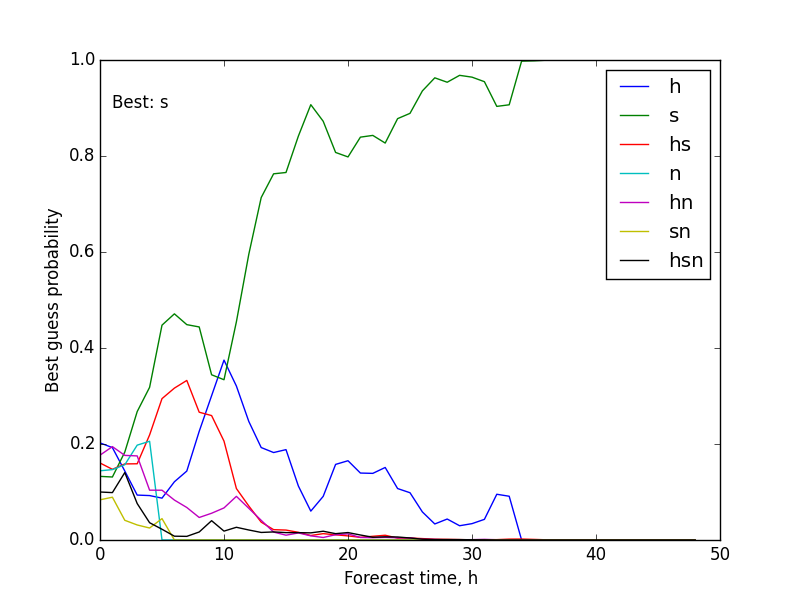 1.0
0.8
0.6
0.4
0.2
0.0
Best guess probability
Best: s
h
s
hs
n
hn
sn
hsn
0 10 20 30 40 50
Forecast time, h